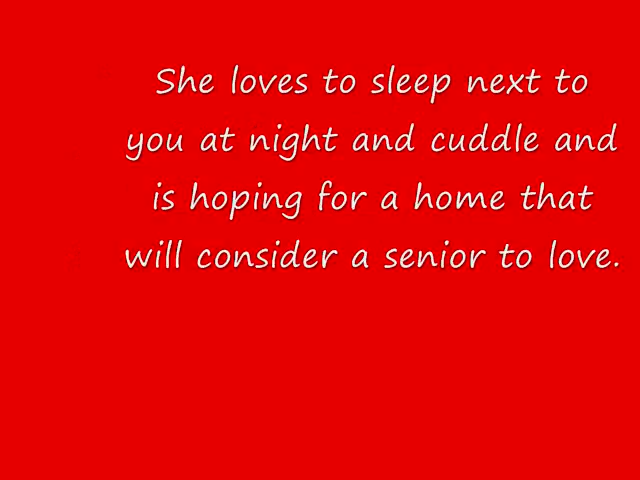 She loves to sleep next to
you at night and cuddle and
is hoping for a home that
will consider a senior to love.